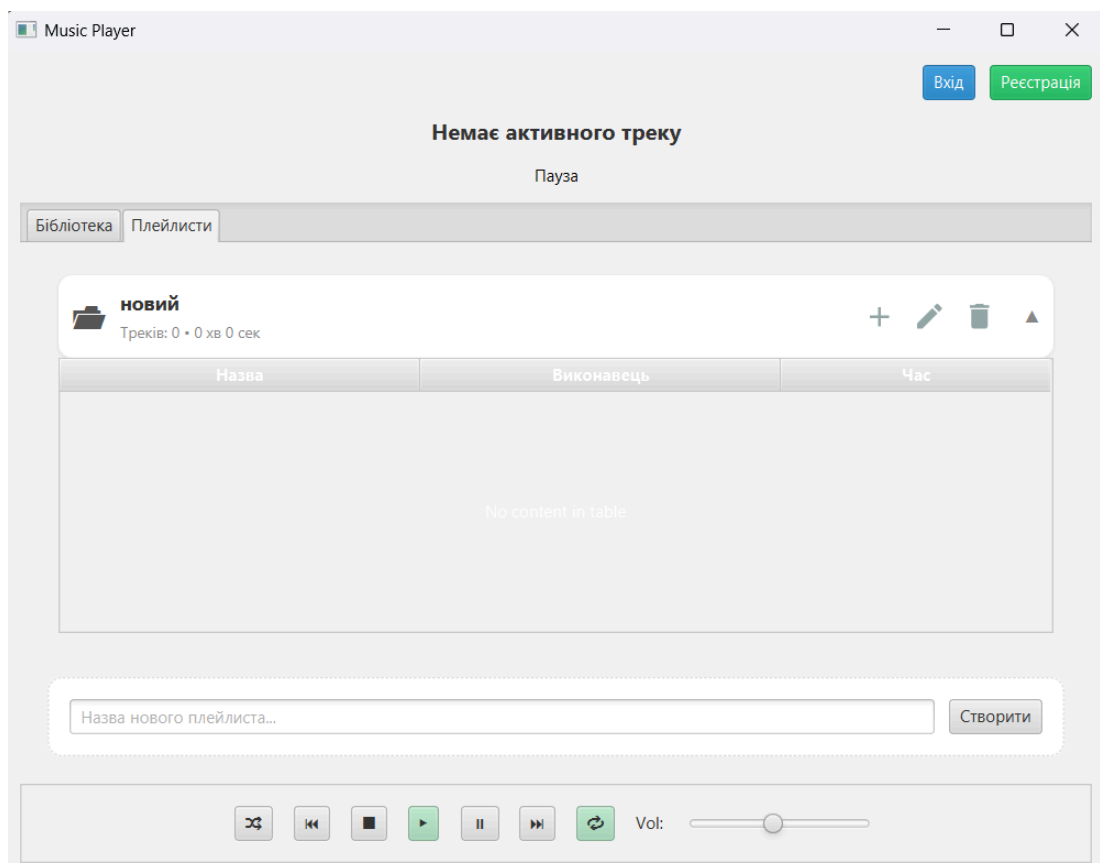 Music Player
Вхід Реєстрація
Немає активного треку
Пауза
Бібліотека Плейлисти
новий
Треків: 0 • 0 хв 0 сек
Назва Виконавець Час
No content in table
Назва нового плейлиста...
Створити
Vol: